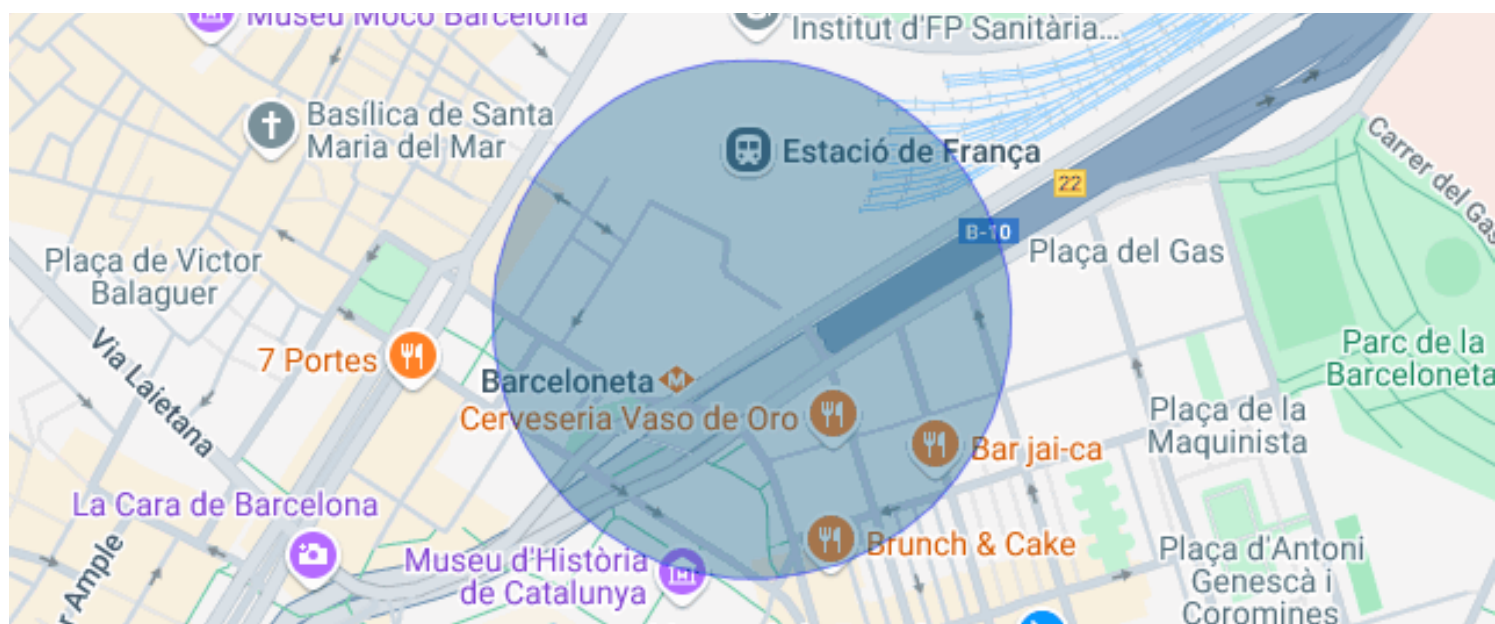 Museu Moco Barcelona
Institut d'FP Sanitària...
Basílica de Santa
Maria del Mar
Estació de França
22
Carrer del Gas
B-10
Plaça del Gas
Plaça de Victor
Balaguer
Via Laietana
7 Portes
Barceloneta
M
Cerveseria Vaso de Oro
Bar jai-ca
Parc de la
Barceloneta
Plaça de la
Maquinista
La Cara de Barcelona
Museu d'Història
de Catalunya
Brunch & Cake
Plaça d'Antoni
Genescà i
Coromines
r Ample